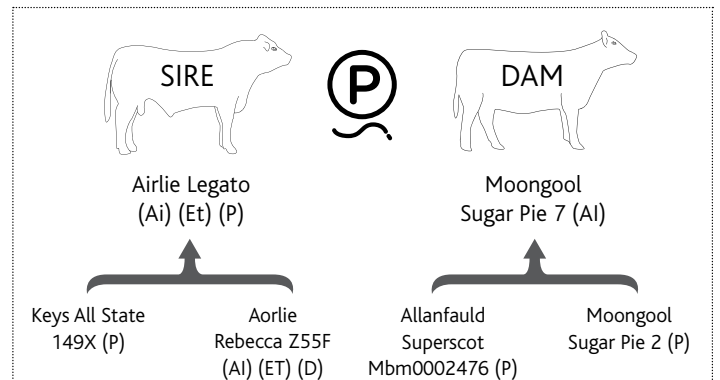 SIRE
P
DAM
Airlie Legato
(Ai) (Et) (P)
Moongool
Sugar Pie 7 (AI)
Keys All State
149X (P)
Aorlie
Rebecca Z55F
(AI) (ET) (D)
Allanfauld
Superscot
Mbm0002476 (P)
Moongool
Sugar Pie 2 (P)